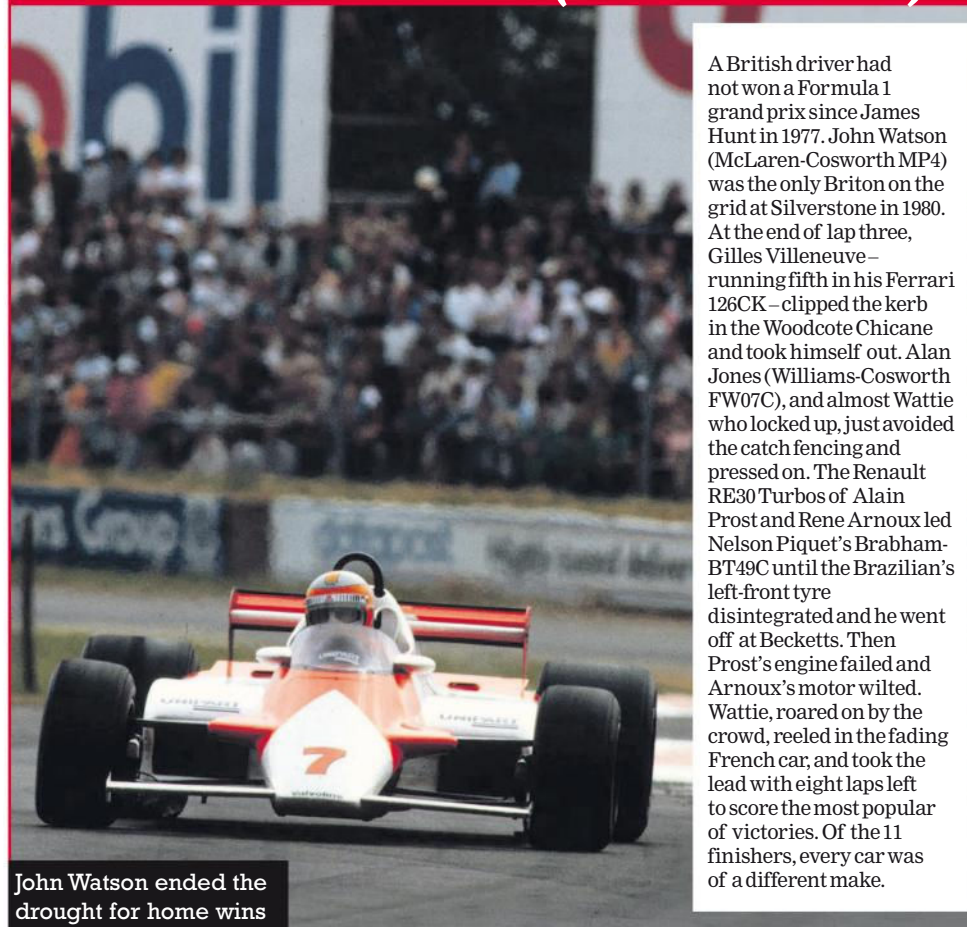 bil
UNIPART
UNIPART
7
Valvoline
John Watson ended the
drought for home wins
A British driver had
not won a Formula 1
grand prix since James
Hunt in 1977. John Watson
(McLaren-Cosworth MP4)
was the only Briton on the
grid at Silverstone in 1980.
At the end of lap three,
Gilles Villeneuve –
running fifth in his Ferrari
126CK – clipped the kerb
in the Woodcote Chicane
and took himself out. Alan
Jones (Williams-Cosworth
FW07C), and almost Wattie
who locked up, just avoided
the catch fencing and
pressed on. The Renault
RE30 Turbos of Alain
Prost and Rene Arnoux led
Nelson Piquet's Brabham-
BT49C until the Brazilian's
left-front tyre
disintegrated and he went
off at Becketts. Then
Prost's engine failed and
Arnoux's motor wilted.
Wattie, roared on by the
crowd, reeled in the fading
French car, and took the
lead with eight laps left
to score the most popular
of victories. Of the 11
finishers, every car was
of a different make.